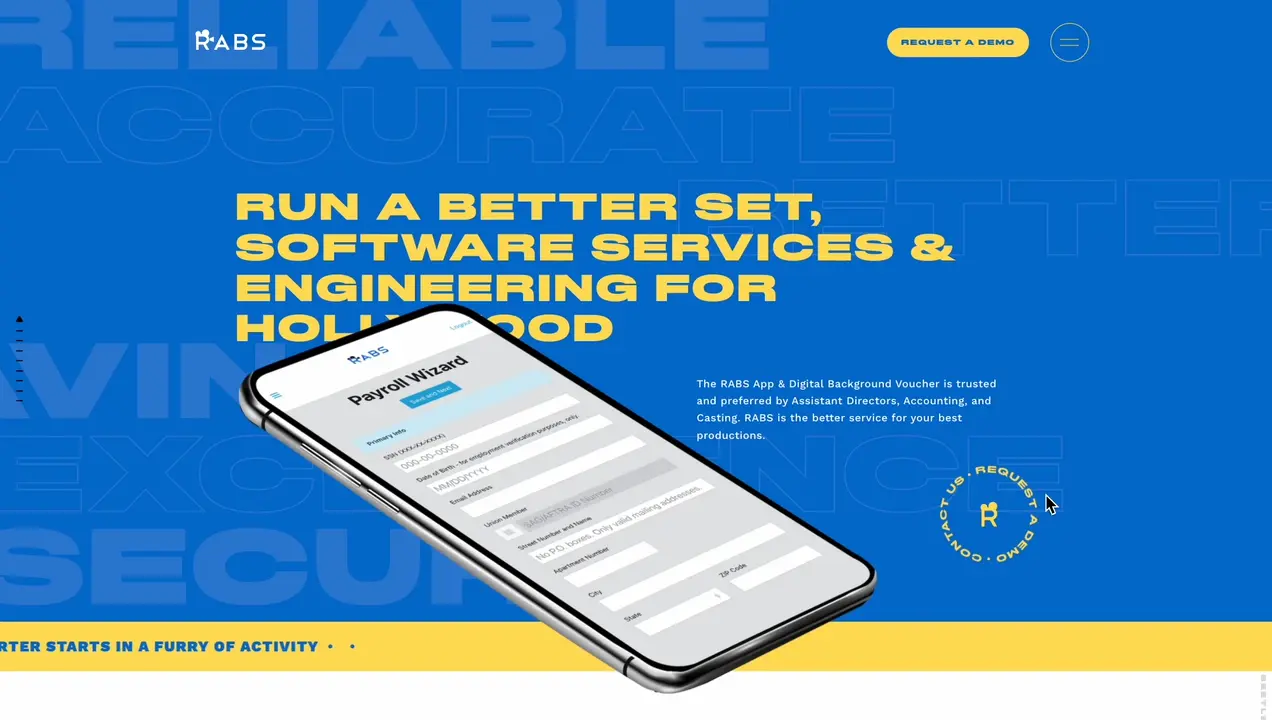 RELIABLE
RABS
REQUEST A DEMO
ACCURATE
BETTER
RUN A BETTER SET,
SOFTWARE SERVICES &
ENGINEERING FOR
HOLLYWOOD
Logout
RABS
Payroll Wizard
Save and Next
Primary info
SSN (XXX-XX-XXXX)
000-00-0000
Date of Birth - for employment verification purposes, only
MM/DD/YYYY
Email Address
Union Member
SAG/AFTRA ID Number
Street Number and Name
No P.O. boxes. Only valid mailing addresses.
Apartment Number
City
State
ZIP Code
The RABS App & Digital Background Voucher is trusted
and preferred by Assistant Directors, Accounting, and
Casting. RABS is the better service for your best
productions.
REQUEST A DEMO · CONTACT US ·
R
RTER STARTS IN A FURRY OF ACTIVITY • •